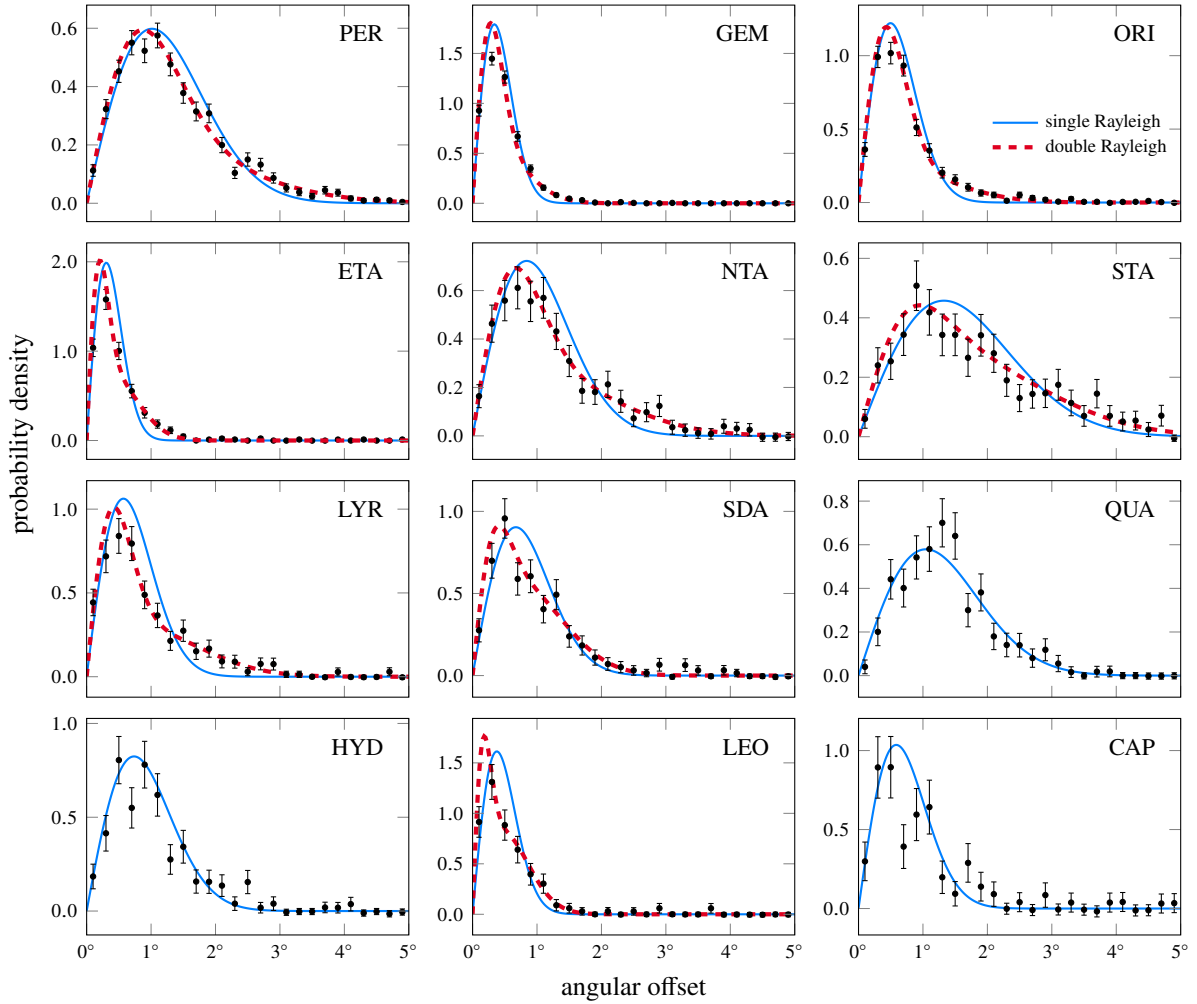 PER
0.0
0.2
0.4
0.6
GEM
0.0
0.5
1.0
1.5
ORI
0.0
0.5
1.0
single Rayleigh
double Rayleigh
ETA
0.0
1.0
2.0
NTA
0.0
0.2
0.4
0.6
STA
0.0
0.2
0.4
0.6
LYR
0.0
0.5
1.0
SDA
0.0
0.5
1.0
QUA
0.0
0.2
0.4
0.6
0.8
HYD
0.0
0.5
1.0
0° 1° 2° 3° 4° 5°
LEO
0.0
0.5
1.0
1.5
0° 1° 2° 3° 4° 5°
CAP
0.0
0.5
1.0
0° 1° 2° 3° 4° 5°
probability density
angular offset